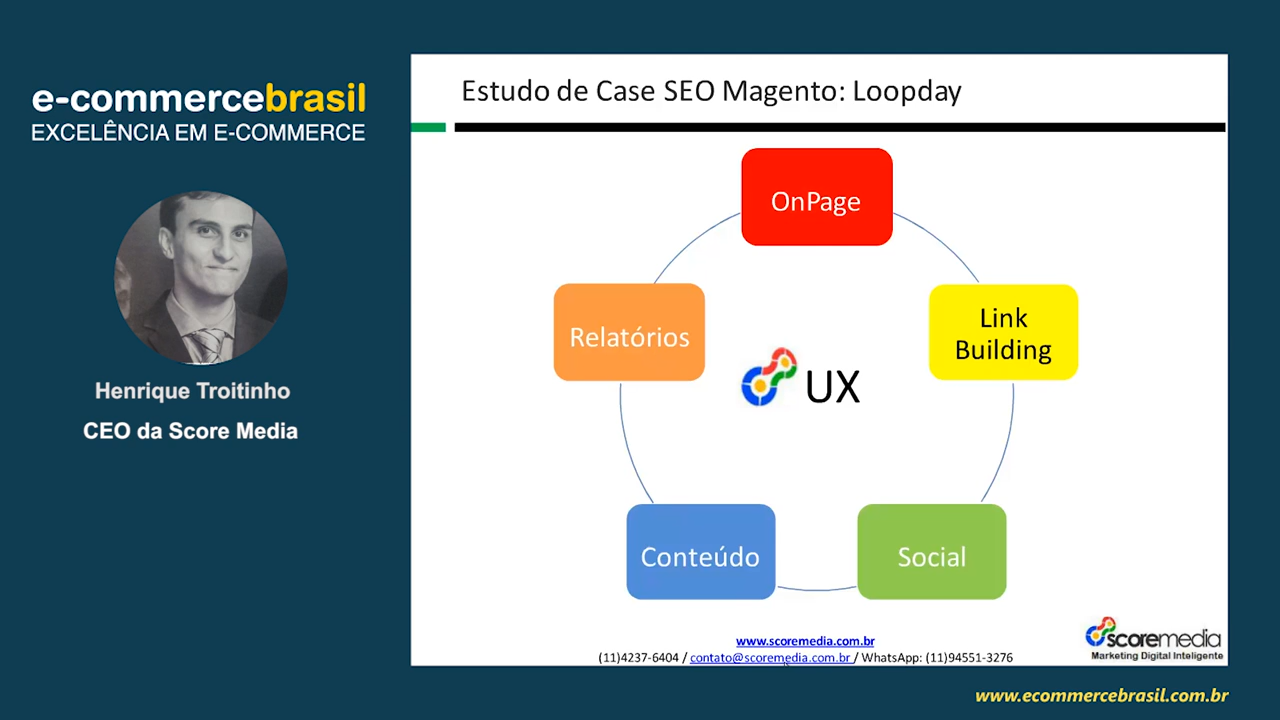 e-commercebrasil
EXCELÊNCIA EM E-COMMERCE
Henrique Troitinho
CEO da Score Media
Estudo de Case SEO Magento: Loopday
OnPage
Relatórios
Link
Building
UX
Conteúdo
Social
www.scoremedia.com.br
(11)4237-6404 / contato@scoremedia.com.br / WhatsApp: (11)94551-3276
scoremedia
Marketing Digital Inteligente
www.ecommercebrasil.com.br